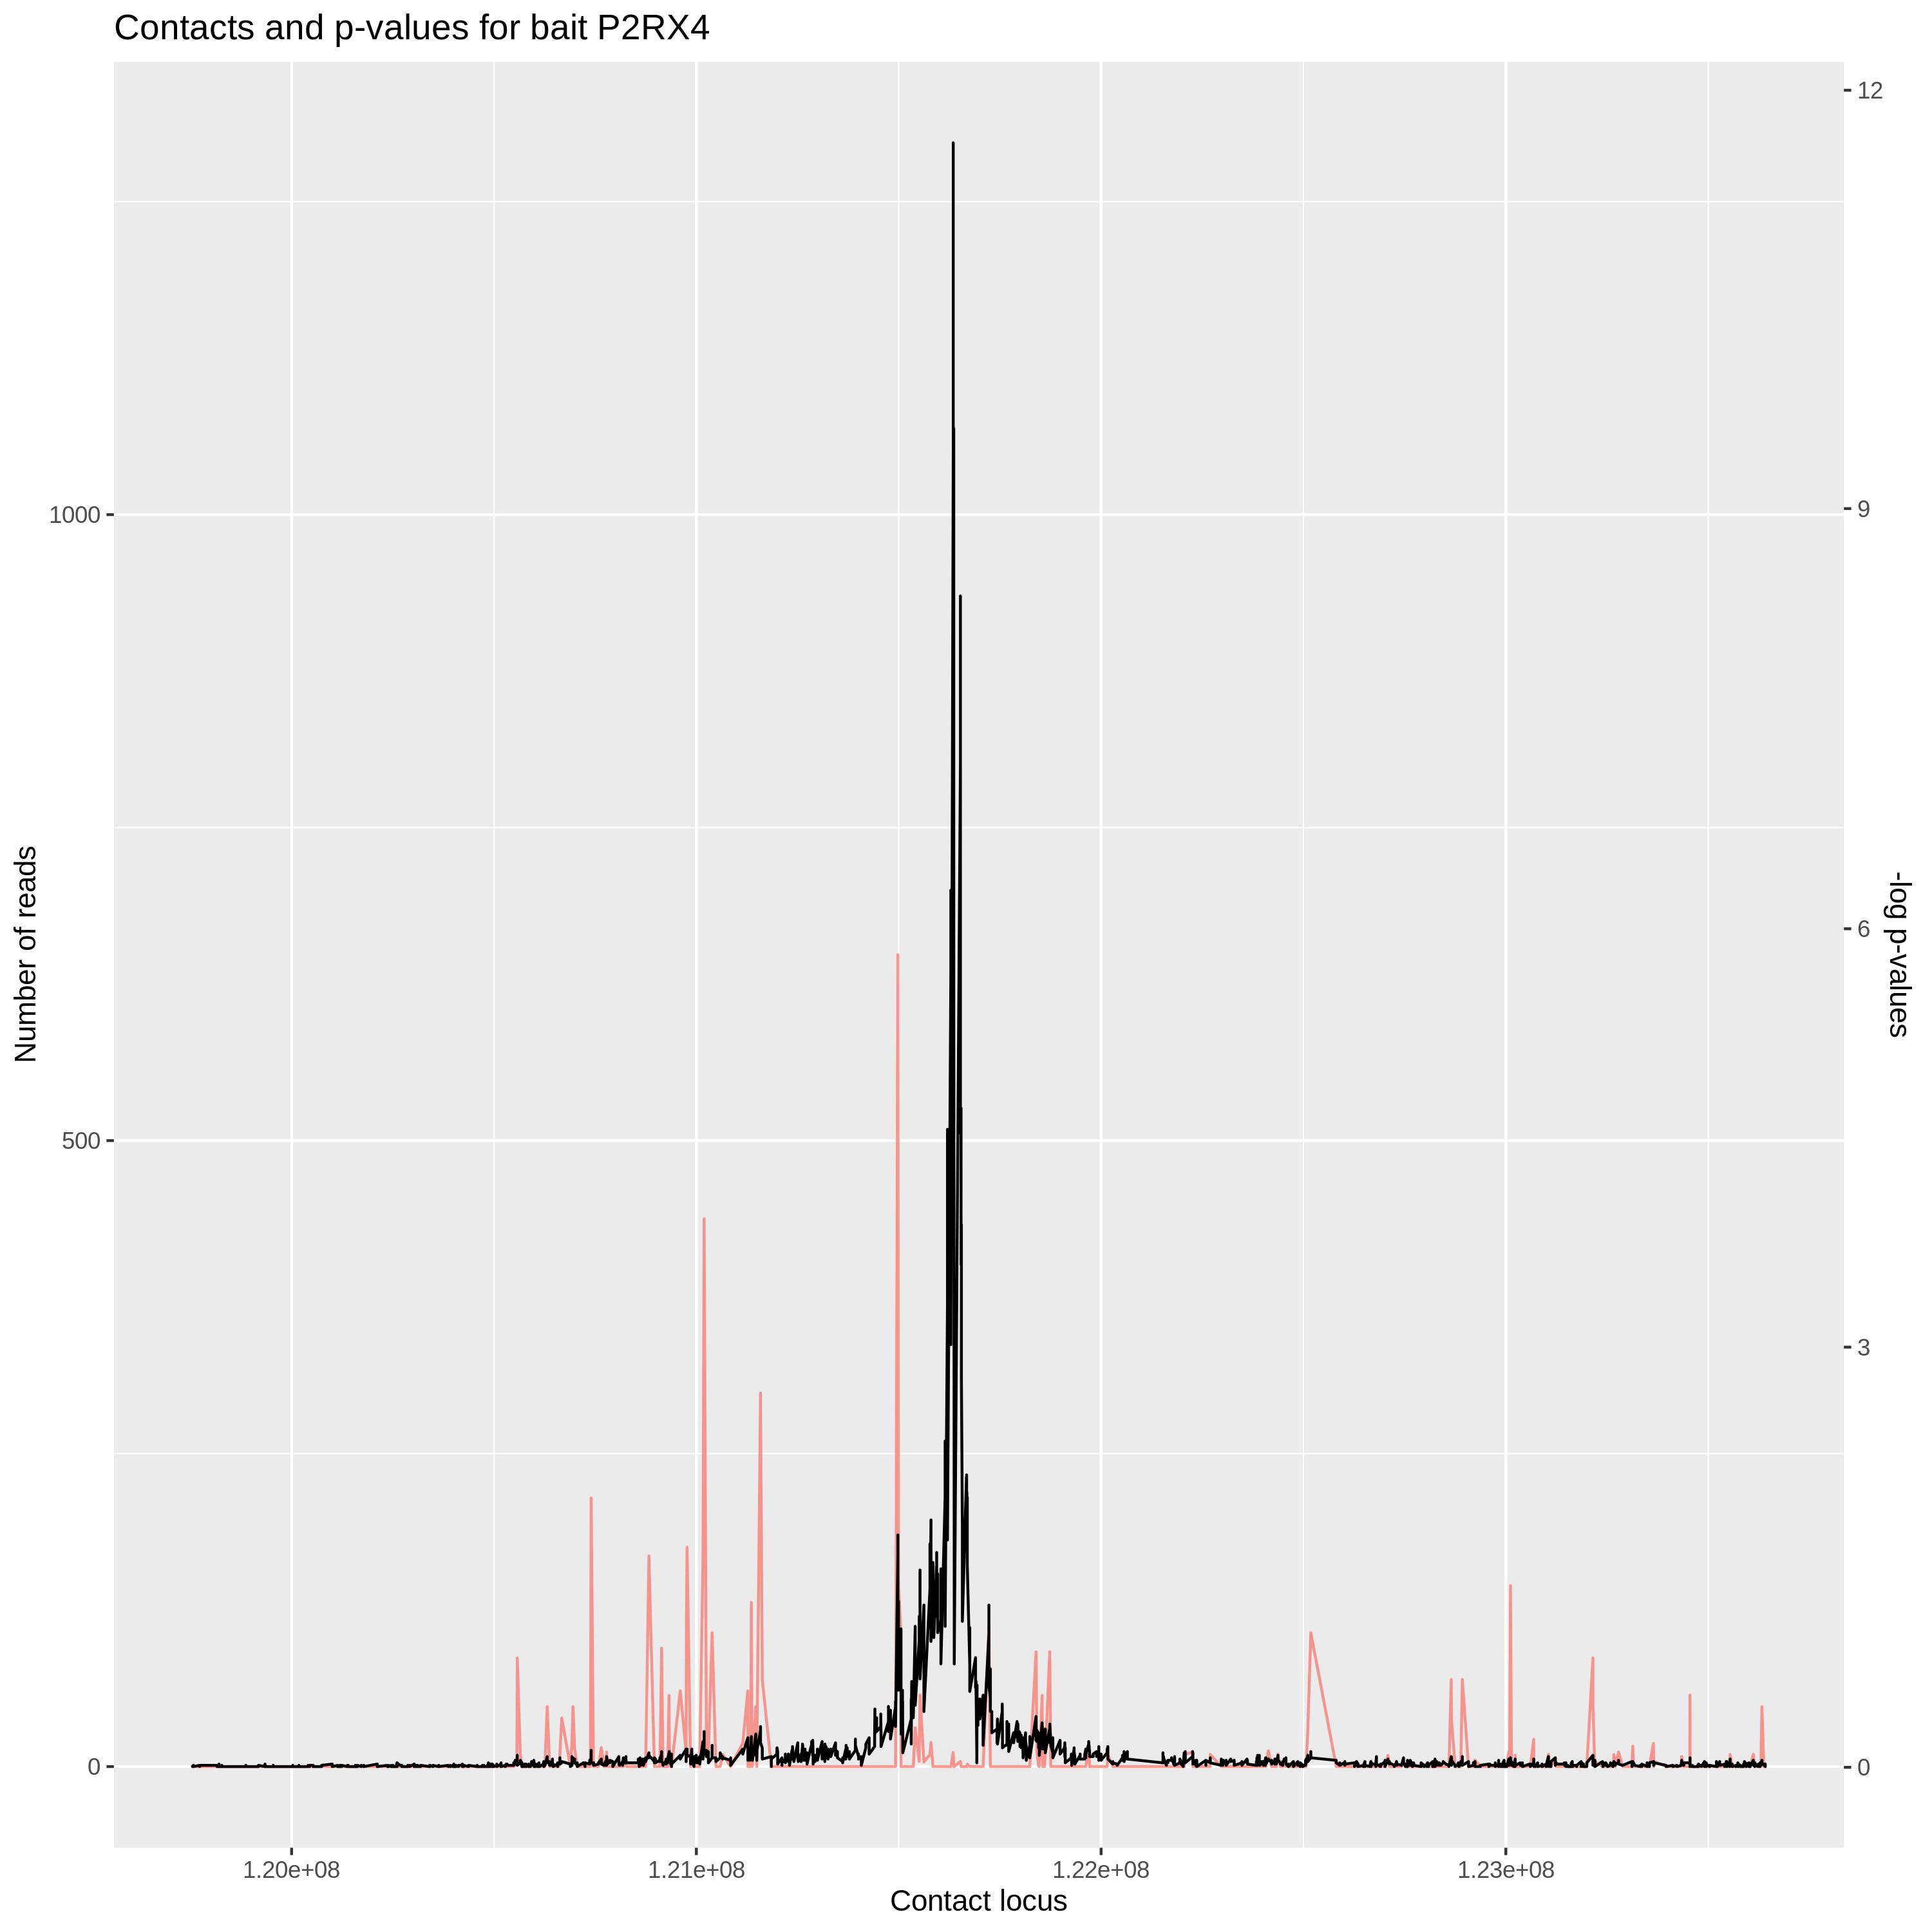 Contacts and p-values for bait P2RX4
12
1000
9
Number of reads
6
-log p-values
500
3
0
0
1.20e+08
1.21e+08
1.22e+08
1.23e+08
Contact locus